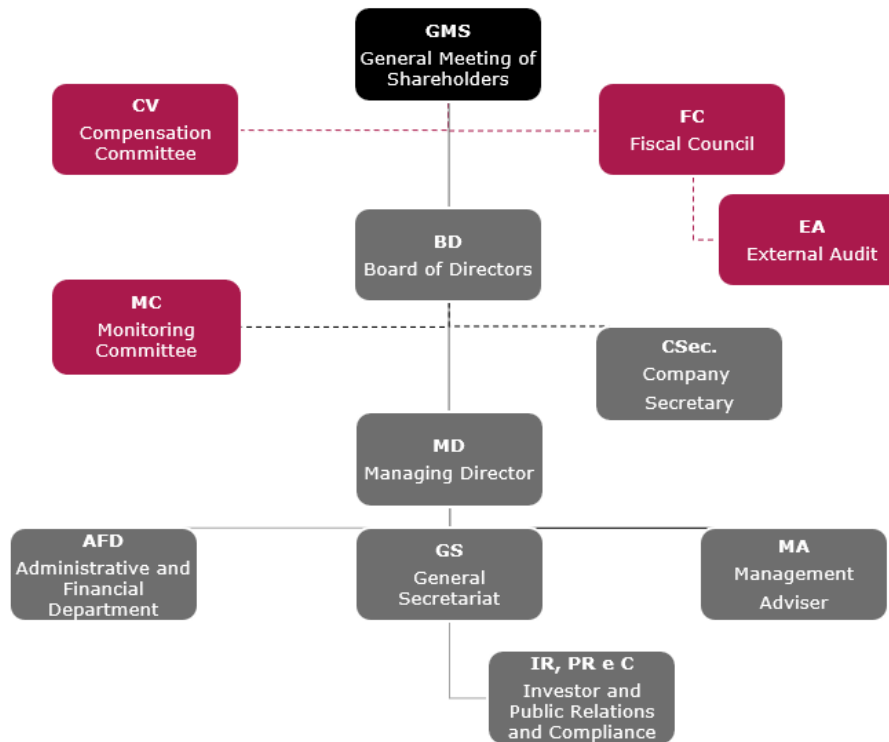 GMS
General Meeting of
Shareholders
CV
Compensation
Committee
FC
Fiscal Council
EA
External Audit
BD
Board of Directors
MC
Monitoring
Committee
CSec.
Company
Secretary
MD
Managing Director
AFD
Administrative and
Financial
Department
GS
General
Secretariat
MA
Management
Adviser
IR, PR e C
Investor and
Public Relations
and Compliance